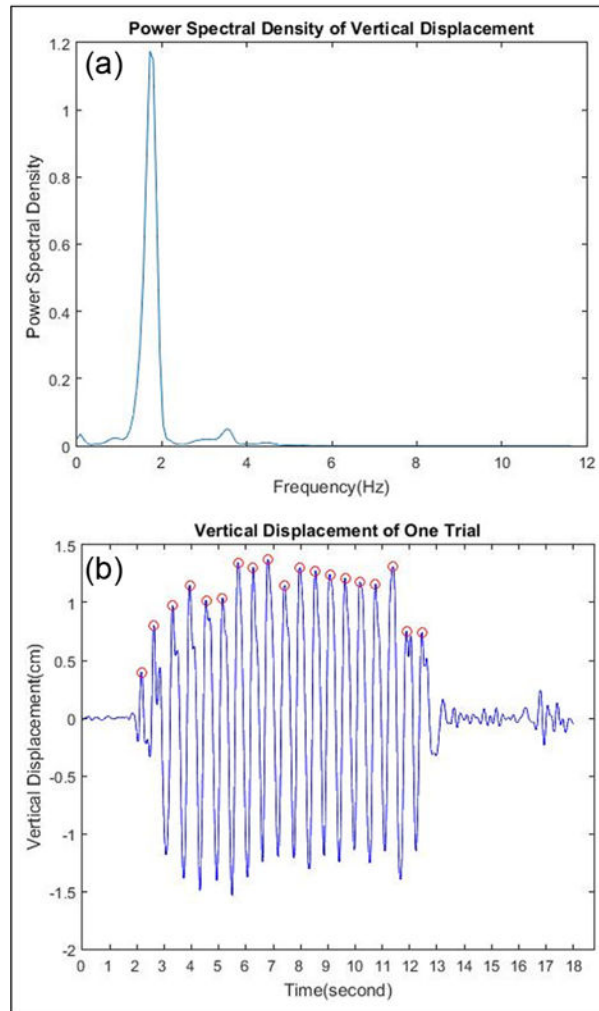 Power Spectral Density of Vertical Displacement
(a)
1.2
1
0.8
0.6
0.4
0.2
0
Power Spectral Density
0 2 4 6 8 10 12
Frequency(Hz)
Vertical Displacement of One Trial
(b)
1.5
1
0.5
0
-0.5
-1
-1.5
-2
Vertical Displacement(cm)
0 1 2 3 4 5 6 7 8 9 10 11 12 13 14 15 16 17 18
Time(second)